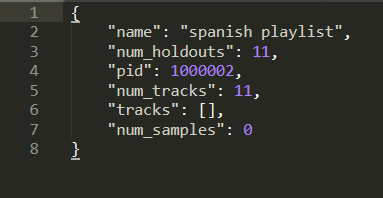 1 {
2 "name": "spanish playlist",
3 "num_holdouts": 11,
4 "pid": 1000002,
5 "num_tracks": 11,
6 "tracks": [],
7 "num_samples": 0
8 }